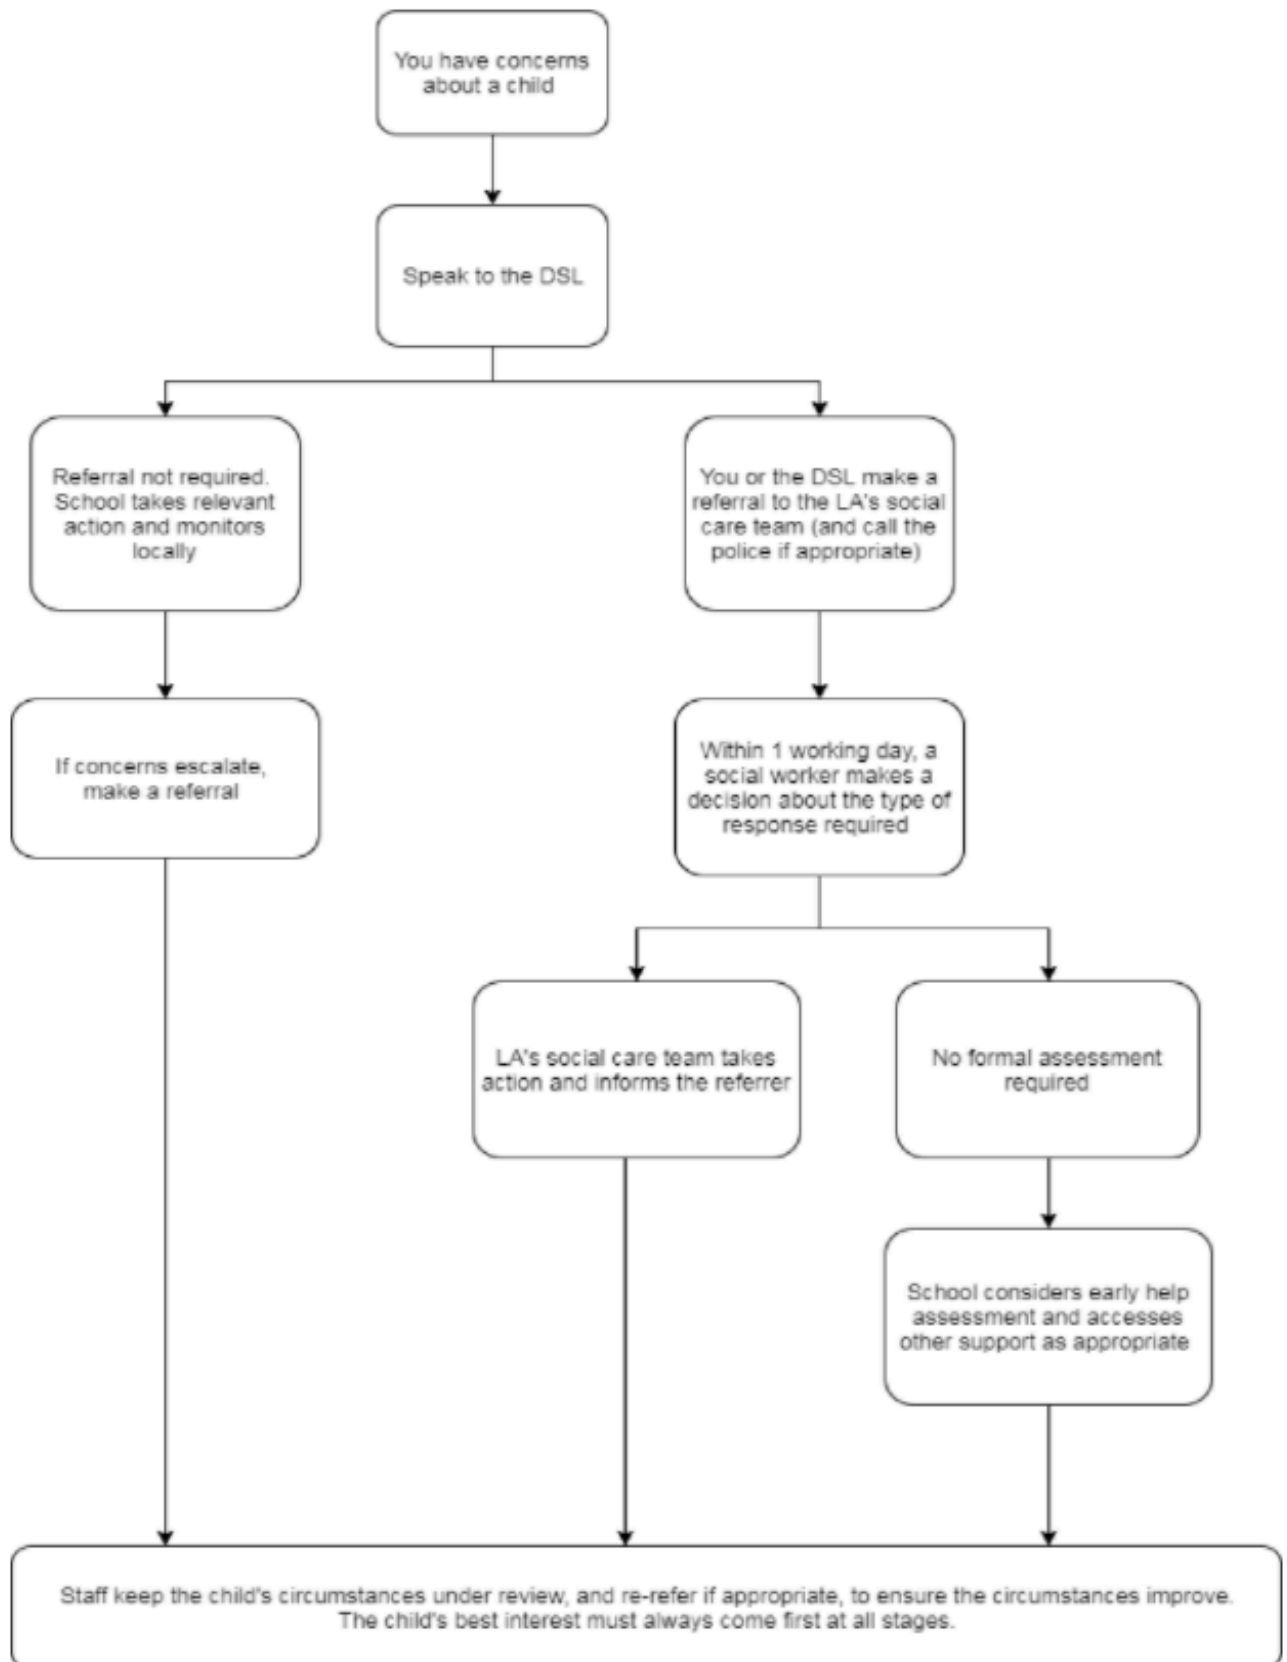 You have concerns
about a child
Speak to the DSL
Referral not required.
School takes relevant
action and monitors
locally
You or the DSL make a
referral to the LA's social
care team (and call the
police if appropriate)
If concerns escalate,
make a referral
Within 1 working day, a
social worker makes a
decision about the type of
response required
LA's social care team takes
action and informs the referrer
No formal assessment
required
School considers early help
assessment and accesses
other support as appropriate
Staff keep the child's circumstances under review, and re-refer if appropriate, to ensure the circumstances improve.
The child's best interest must always come first at all stages.